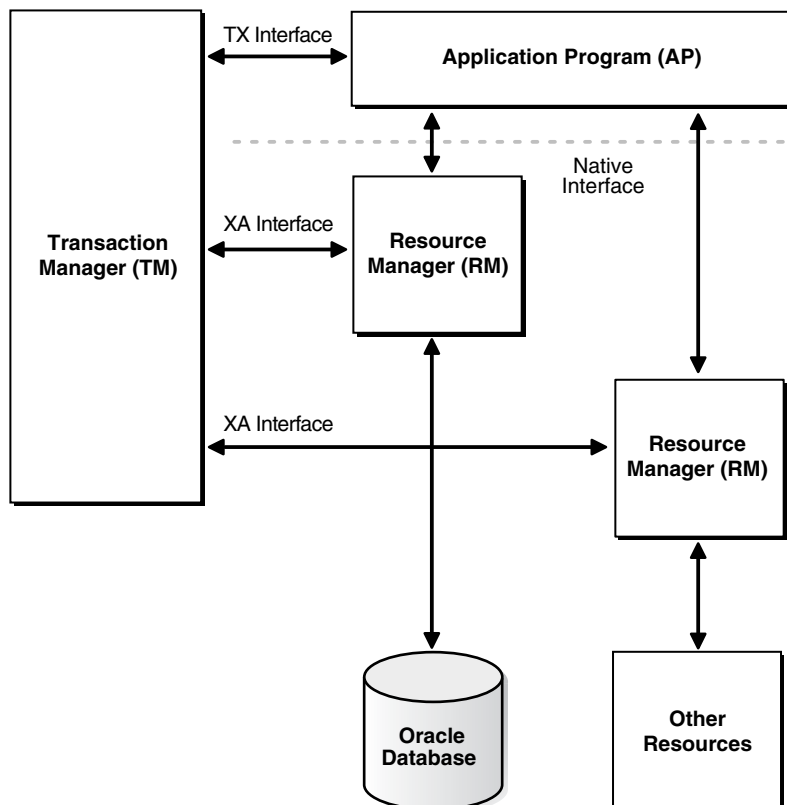 TX Interface
Application Program (AP)
Native
Interface
XA Interface
Transaction
Manager (TM)
Resource
Manager (RM)
XA Interface
Resource
Manager (RM)
Oracle
Database
Other
Resources